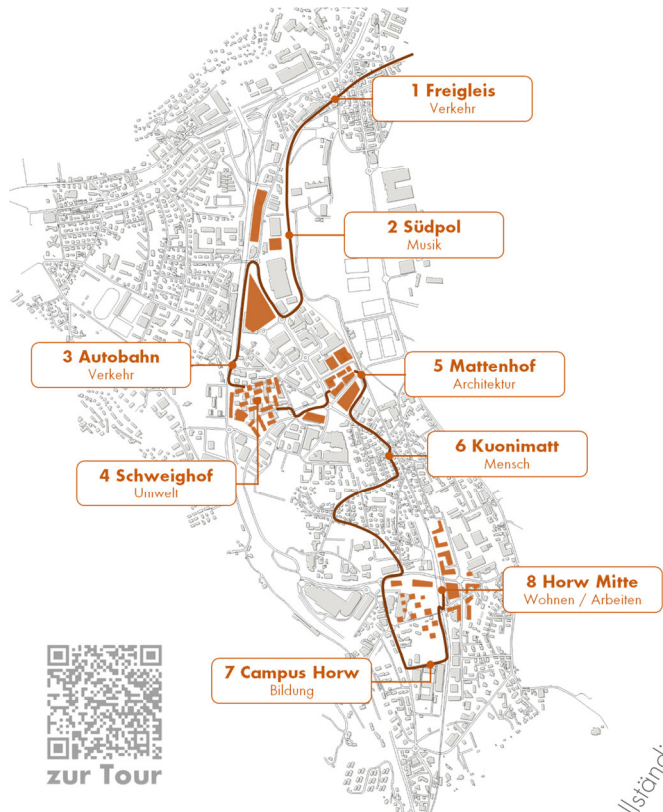 1 Freigleis
Verkehr
2 Südpol
Musik
3 Autobahn
Verkehr
5 Mattenhof
Architektur
6 Kuonimatt
Mensch
4 Schweighof
Umwelt
8 Horw Mitte
Wohnen / Arbeiten
7 Campus Horw
Bildung
zur Tour